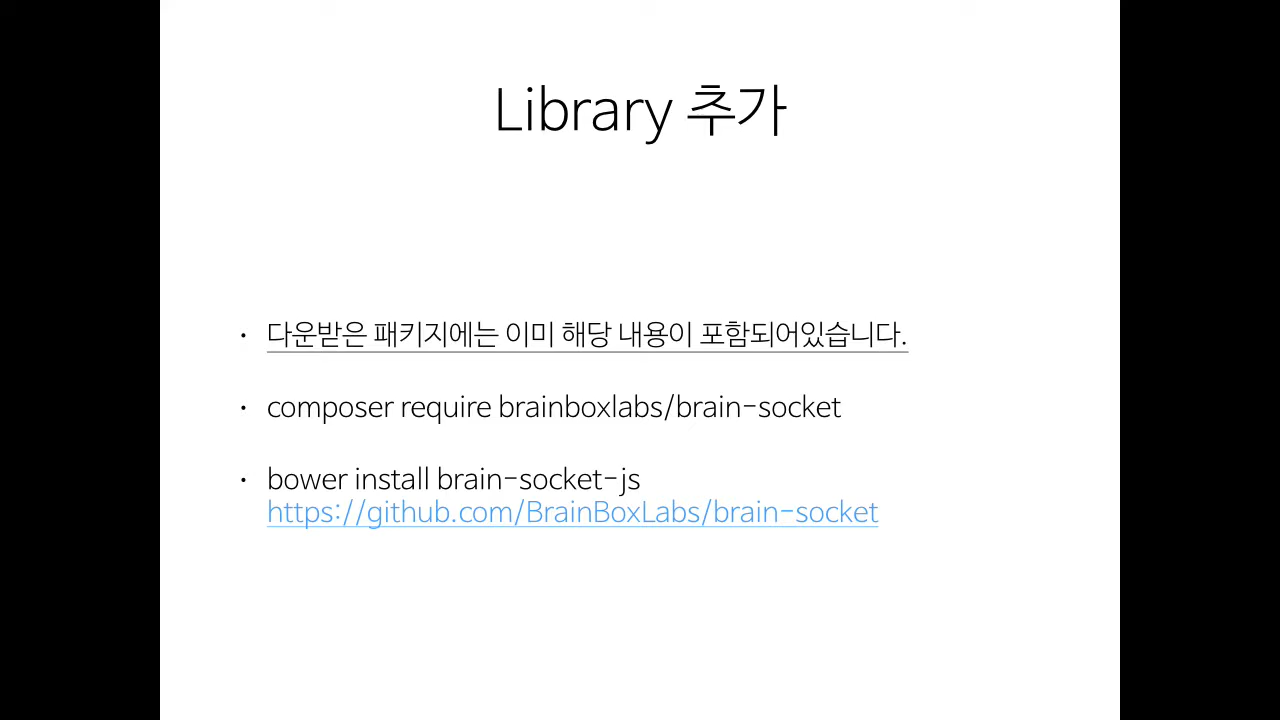 Library 추가
• 다운받은 패키지에는 이미 해당 내용이 포함되어있습니다.
• composer require brainboxlabs/brain-socket
• bower install brain-socket-js
https://github.com/BrainBoxLabs/brain-socket